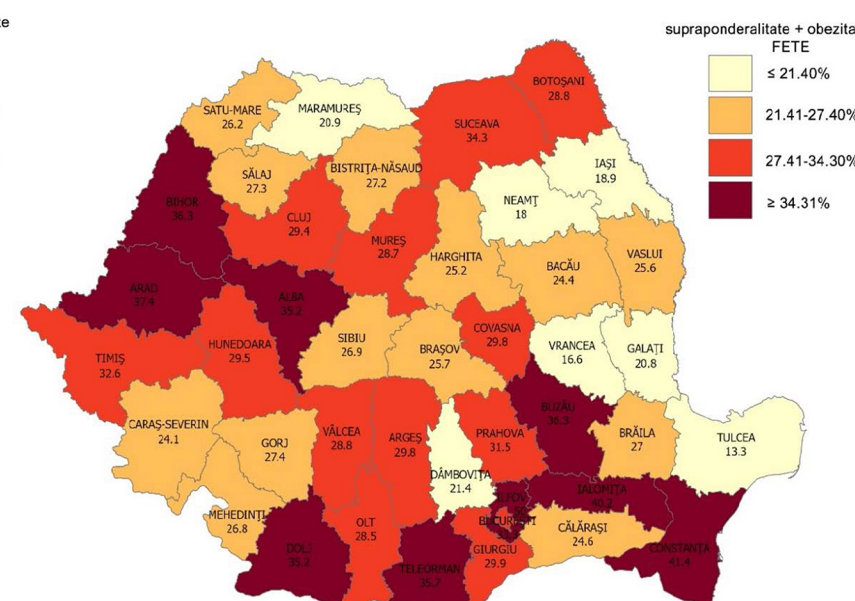 te
supraponderalitate + obezita
FETE
≤ 21.40%
21.41-27.40%
27.41-34.30%
≥ 34.31%
BOTOȘANI
28.8
SATU-MARE
26.2
MARAMUREȘ
20.9
SUCEAVA
34.3
IAȘI
18.9
SĂLAJ
27.3
BISTRIȚA-NĂSAUD
27.2
NEAMȚ
18
BIHOR
36.3
CLUJ
29.4
MUREȘ
28.7
HARGHITA
25.2
BACĂU
24.4
VASLUI
25.6
ARAD
37.4
ALBA
35.2
COVASNA
29.8
TIMIȘ
32.6
HUNEDOARA
29.5
SIBIU
26.9
BRAȘOV
25.7
VRANCEA
16.6
GALAȚI
20.8
CARAȘ-SEVERIN
24.1
GORJ
27.4
VÂLCEA
28.8
ARGEȘ
29.8
PRAHOVA
31.5
BUZĂU
36.3
BRĂILA
27
TULCEA
13.3
DÂMBOVIȚA
21.4
ILFOV
IALOMIȚA
40.2
MEHEDINȚI
26.8
OLT
28.5
BUCUREȘTI
CĂLĂRAȘI
24.6
DOLJ
35.2
TELEORMAN
35.7
GIURGIU
29.9
CONSTANȚA
41.4